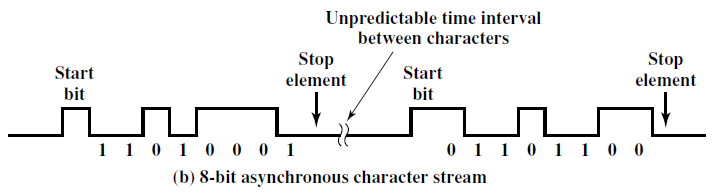 Unpredictable time interval
between characters
Start
bit
Stop
element
Start
bit
Stop
element
1 1 0 1 0 0 0 1
0 1 1 0 1 1 0 0
(b) 8-bit asynchronous character stream